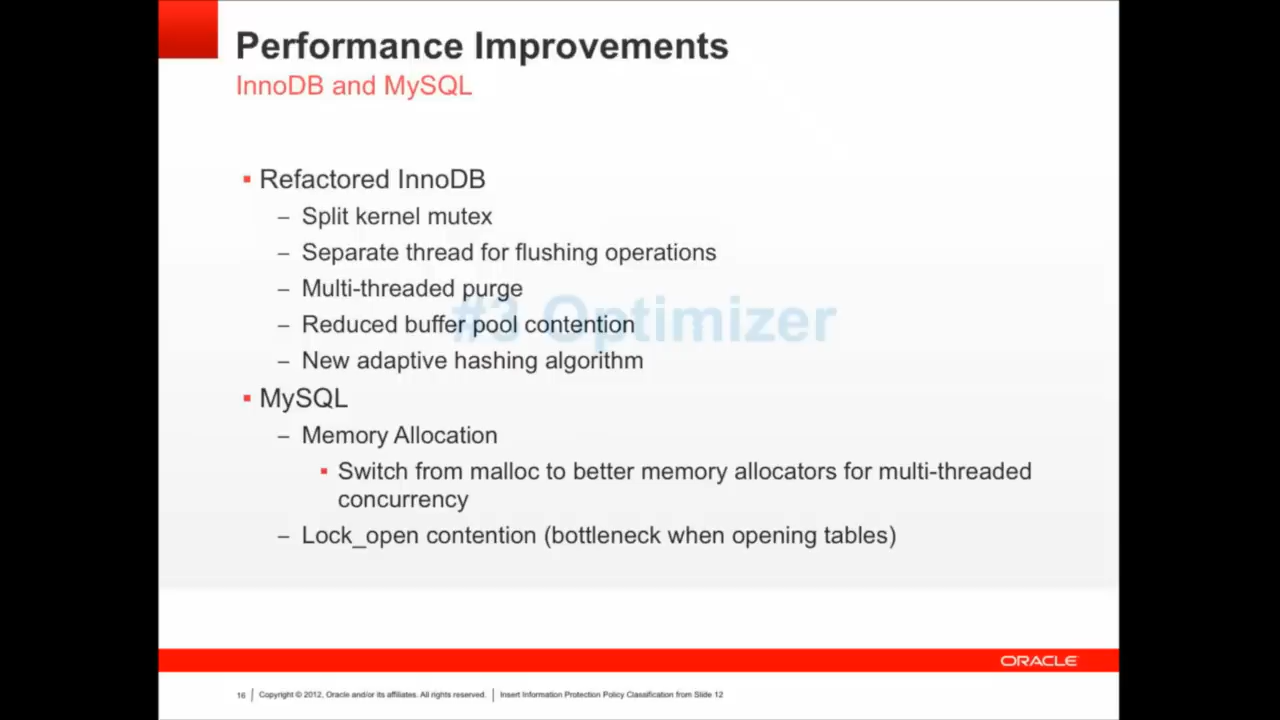 Performance Improvements
InnoDB and MySQL
▪ Refactored InnoDB
– Split kernel mutex
– Separate thread for flushing operations
– Multi-threaded purge
– Reduced buffer pool contention
#3 Optimizer
– New adaptive hashing algorithm
▪ MySQL
– Memory Allocation
▪ Switch from malloc to better memory allocators for multi-threaded
concurrency
– Lock_open contention (bottleneck when opening tables)
ORACLE
16 | Copyright © 2012, Oracle and/or its affiliates. All rights reserved. | Insert Information Protection Policy Classification from Slide 12